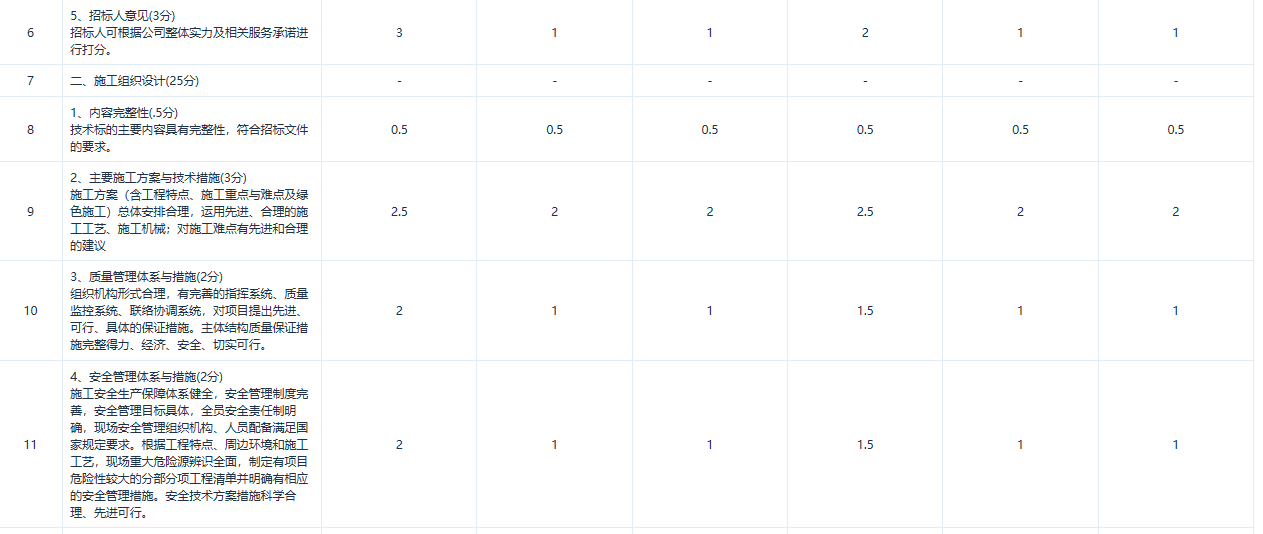 5、招标人意见(3分)
6 招标人可根据公司整体实力及相关服务承诺进 3 1 1 2 1 1
行打分。
7 二、施工组织设计(25分) - - - - - -
1、内容完整性(.5分)
8 技术标的主要内容具有完整性，符合招标文件 0.5 0.5 0.5 0.5 0.5 0.5
的要求。
2、主要施工方案与技术措施(3分)
施工方案（含工程特点、施工重点与难点及绿
9 色施工）总体安排合理，运用先进、合理的施 2.5 2 2 2.5 2 2
工工艺、施工机械；对施工难点有先进和合理
的建议
3、质量管理体系与措施(2分)
组织机构形式合理，有完善的指挥系统、质量
10 监控系统、联络协调系统，对项目提出先进、 2 1 1 1.5 1 1
可行、具体的保证措施。主体结构质量保证措
施完整得力、经济、安全、切实可行。
4、安全管理体系与措施(2分)
施工安全生产保障体系健全，安全管理制度完
善，安全管理目标具体，全员安全责任制明
确，现场安全管理组织机构、人员配备满足国
11 家规定要求。根据工程特点、周边环境和施工 2 1 1 1.5 1 1
工艺，现场重大危险源辨识全面，制定有项目
危险性较大的分部分项工程清单并明确有相应
的安全管理措施。安全技术方案措施科学合
理、先进可行。